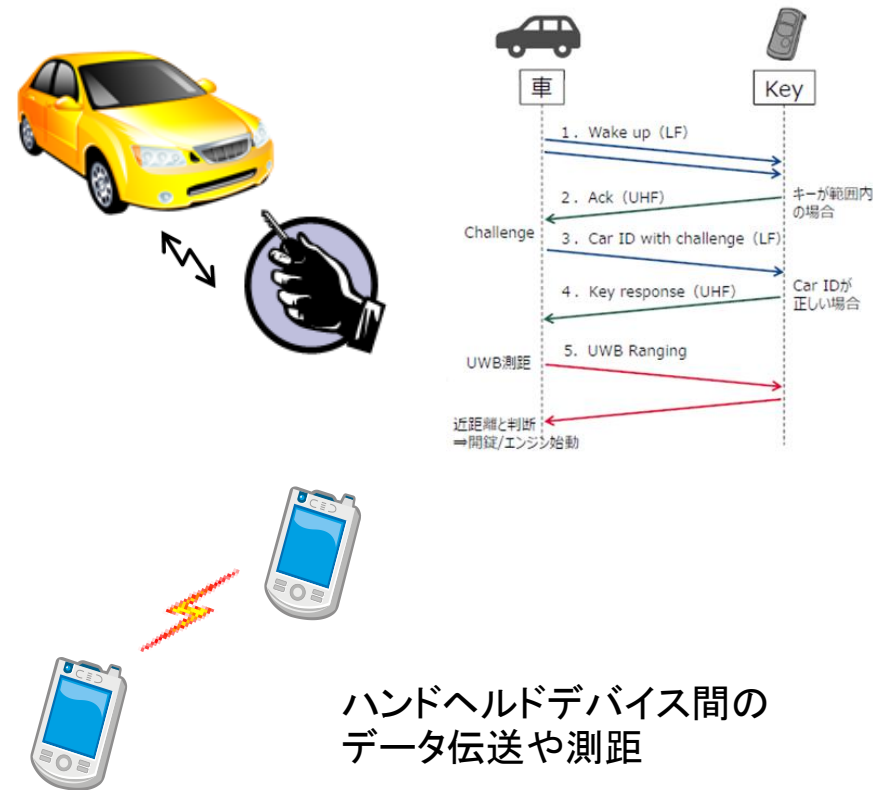 車
Key
1. Wake up (LF)
2. Ack (UHF)
キーが範囲内
の場合
Challenge
3. Car ID with challenge (LF)
4. Key response (UHF)
Car IDが
正しい場合
5. UWB Ranging
UWB測距
近距離と判断
⇒開錠/エンジン始動
ハンドヘルドデバイス間の
データ伝送や測距